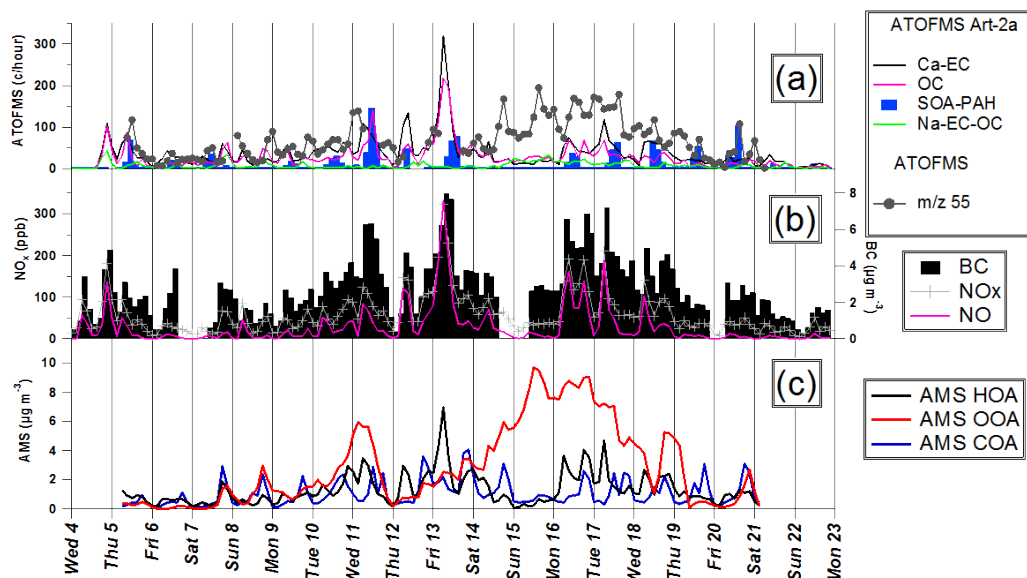 ATOFMS (c/hour)
300
200
100
0
(a)
ATOFMS Art-2a
Ca-EC
OC
SOA-PAH
Na-EC-OC
ATOFMS
m/z 55
NOx (ppb)
300
200
100
0
(b)
8
6
4
2
0
BC (µg m-3)
BC
NOx
NO
AMS (µg m-3)
10
8
6
4
2
0
(c)
AMS HOA
AMS OOA
AMS COA
Wed 4
Thu 5
Fri 6
Sat 7
Sun 8
Mon 9
Tue 10
Wed 11
Thu 12
Fri 13
Sat 14
Sun 15
Mon 16
Tue 17
Wed 18
Thu 19
Fri 20
Sat 21
Sun 22
Mon 23